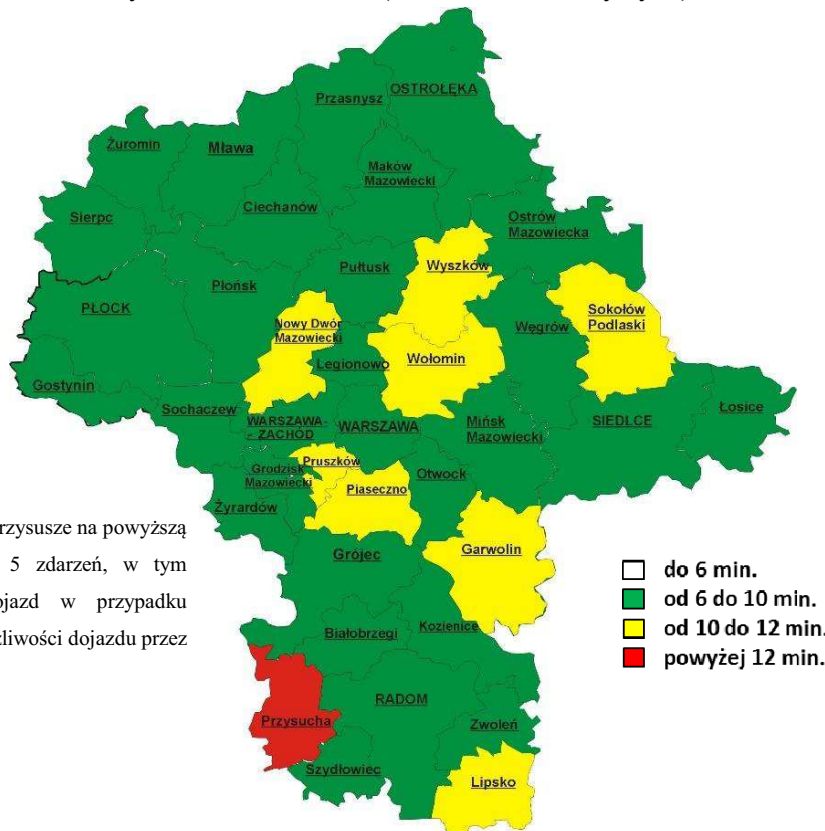 OSTROŁĘKA
Przasnysz
Żuromin
Mława
Maków
Mazowiecki
Ciechanów
Sierpc
Ostrów
Mazowiecka
Pułtusk
Wyszków
Płońsk
PŁOCK
Sokołów
Podlaski
Nowy Dwór
Mazowiecki
Węgrów
Legionowo
Wołomin
Gostynin
Sochaczew
Łosice
WARSZAWA-
- ZACHÓD
WARSZAWA
Mińsk
Mazowiecki
SIEDLCE
Pruszków
Grodzisk
Mazowiecki
Otwock
Piaseczno
Żyrardów
rzysusze na powyższą
5 zdarzeń, w tym
ojazd w przypadku
liwości dojazdu przez
Grójec
Garwolin
do 6 min.
od 6 do 10 min.
od 10 do 12 min.
powyżej 12 min.
Białobrzegi
Kozienice
RADOM
Przysucha
Zwoleń
Szydłowiec
Lipsko